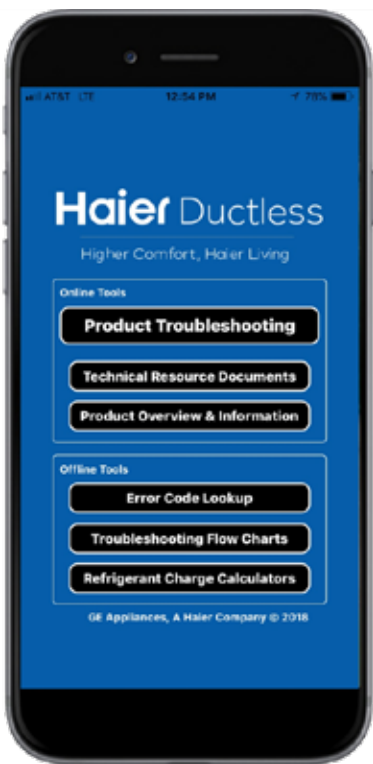 AT&T LTE 12:54 PM 78%
Haier Ductless
Higher Comfort, Haier Living
Online Tools
Product Troubleshooting
Technical Resource Documents
Product Overview & Information
Offline Tools
Error Code Lookup
Troubleshooting Flow Charts
Refrigerant Charge Calculators
GE Appliances, A Haier Company © 2018